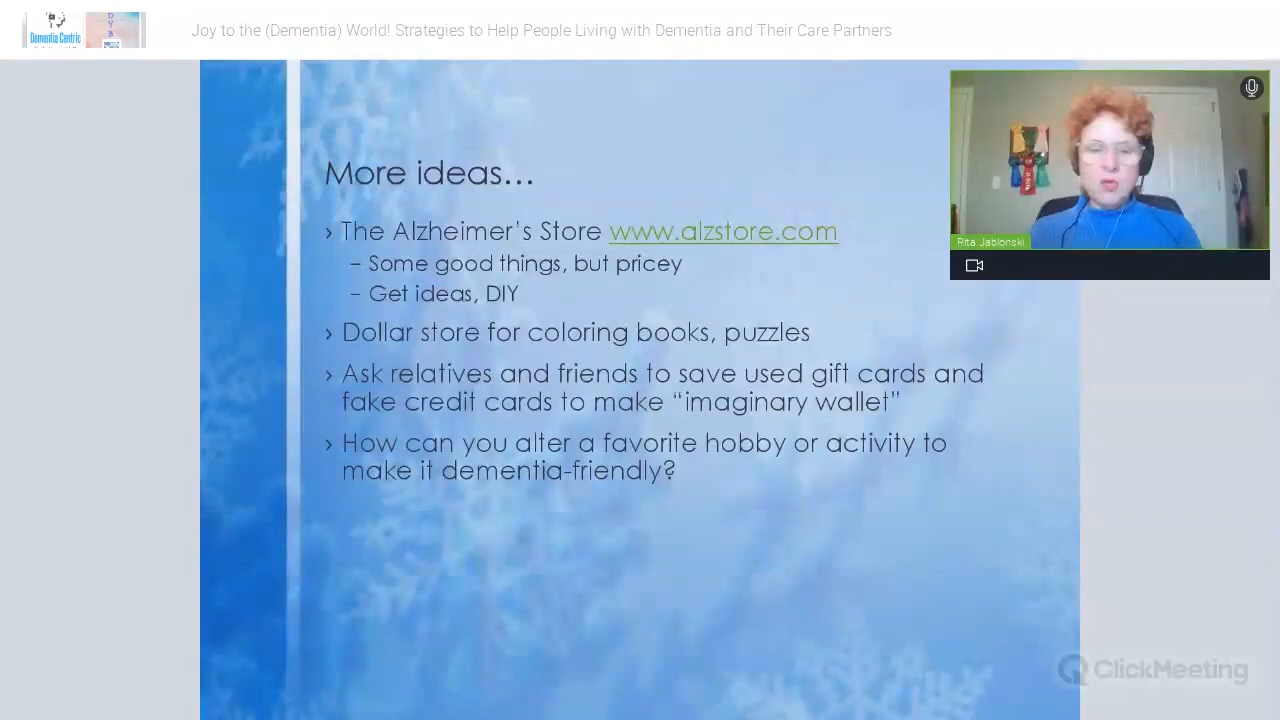 Dementia Centric
Joy to the (Dementia) World! Strategies to Help People Living with Dementia and Their Care Partners
More ideas...
› The Alzheimer's Store www.alzstore.com
– Some good things, but pricey
– Get ideas, DIY
› Dollar store for coloring books, puzzles
› Ask relatives and friends to save used gift cards and
fake credit cards to make “imaginary wallet”
› How can you alter a favorite hobby or activity to
make it dementia-friendly?
Rita Jablonski
ClickMeeting